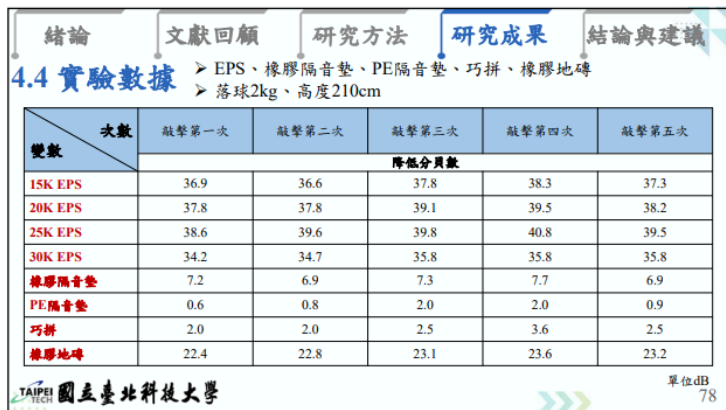 緒論 文獻回顧 研究方法 研究成果 結論與建議
4.4 實驗數據
➢ EPS、橡膠隔音墊、PE隔音墊、巧拼、橡膠地磚
➢ 落球2kg、高度210cm
次數 敲擊第一次 敲擊第二次 敲擊第三次 敲擊第四次 敲擊第五次
變數
降低分貝數
15K EPS 36.9 36.6 37.8 38.3 37.3
20K EPS 37.8 37.8 39.1 39.5 38.2
25K EPS 38.6 39.6 39.8 40.8 39.5
30K EPS 34.2 34.7 35.8 35.8 35.8
橡膠隔音墊 7.2 6.9 7.3 7.7 6.9
PE隔音墊 0.6 0.8 2.0 2.0 0.9
巧拼 2.0 2.0 2.5 3.6 2.5
橡膠地磚 22.4 22.8 23.1 23.6 23.2
單位dB
TAIPEI TECH 國立臺北科技大學
78